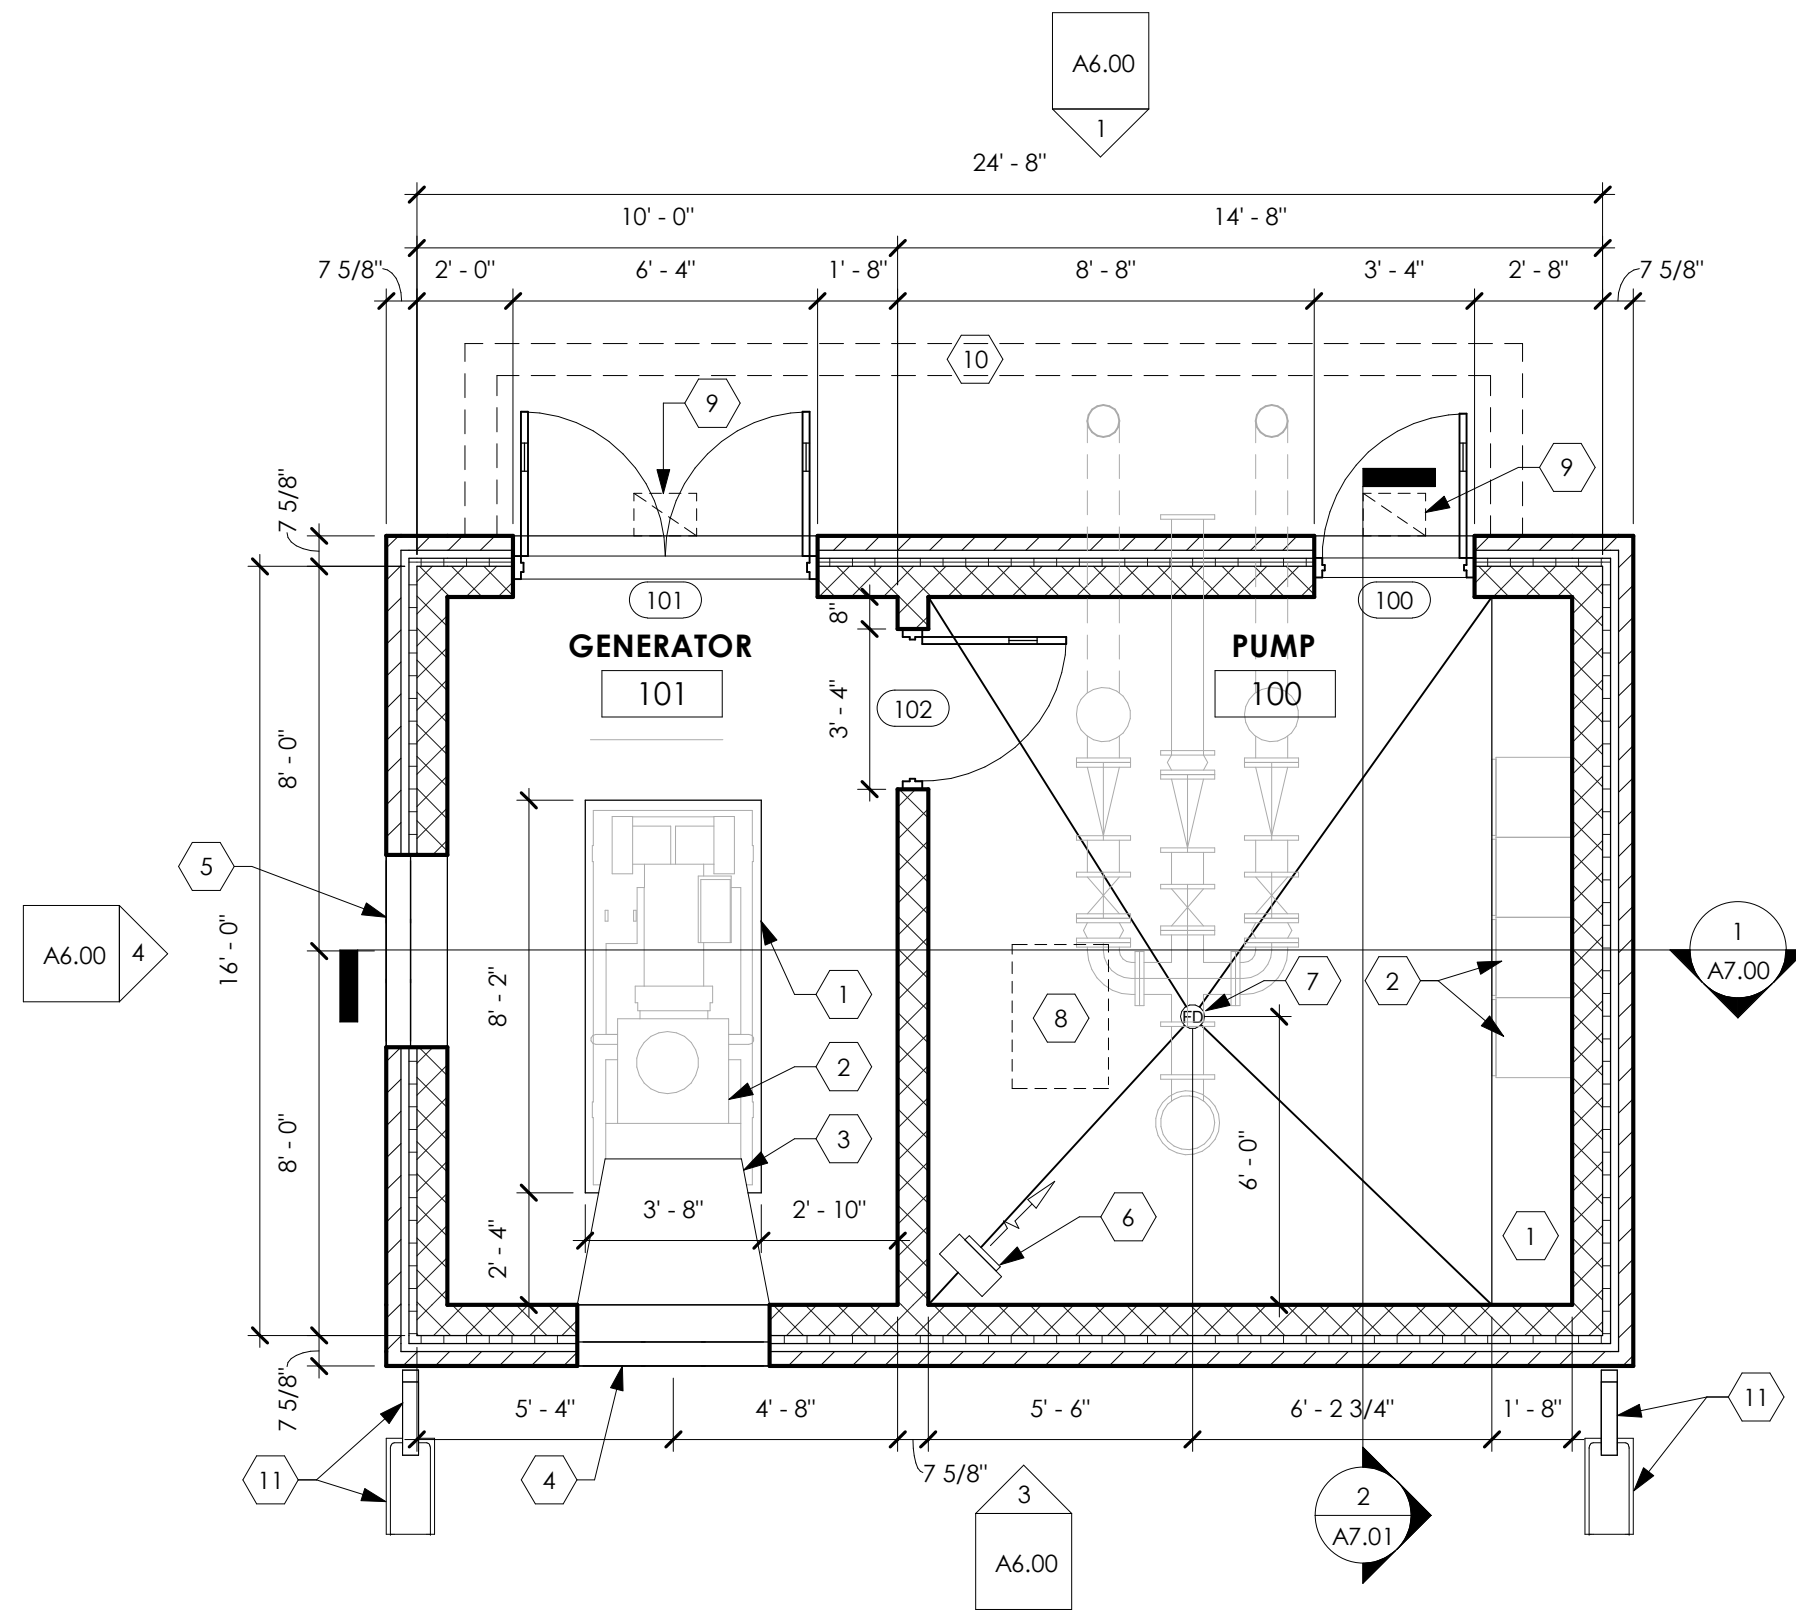 A6.00
1
24' - 8"
10' - 0"
14' - 8"
7 5/8"
2' - 0"
6' - 4"
1' - 8"
8' - 8"
3' - 4"
2' - 8"
7 5/8"
10
9
9
7 5/8"
101
100
8"
GENERATOR
101
PUMP
100
3' - 4"
102
8' - 0"
5
A6.00
4
16' - 0"
8' - 2"
1
2
3
8
FD
7
2
1
A7.00
8' - 0"
6' - 0"
3' - 8"
2' - 10"
2' - 4"
6
1
7 5/8"
5' - 4"
4' - 8"
5' - 6"
6' - 2 3/4"
1' - 8"
11
11
4
7 5/8"
3
A6.00
2
A7.01